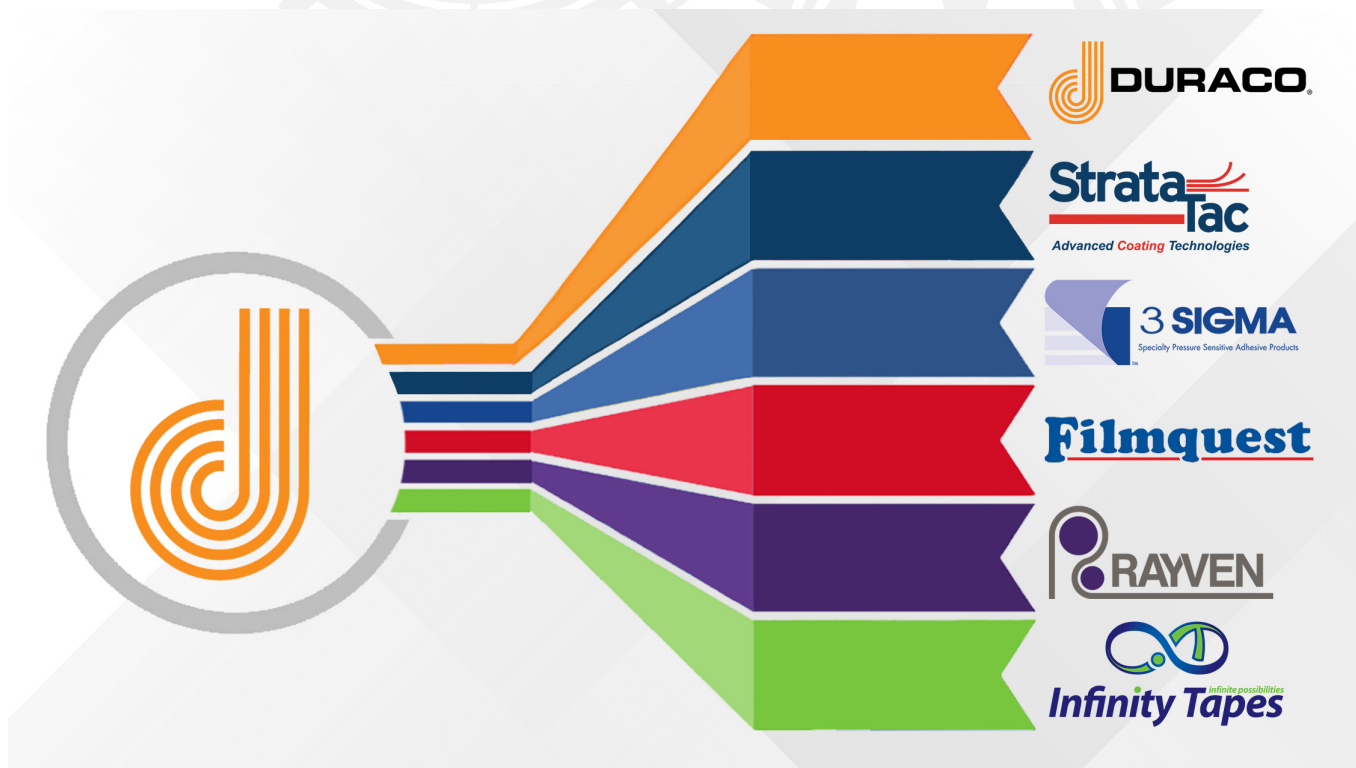 DURACO®
Strata
Tac
Advanced Coating Technologies
3 SIGMA
Specialty Pressure Sensitive Adhesive Products
TM
Filmquest
RAYVEN
infinite possibilities
Infinity Tapes